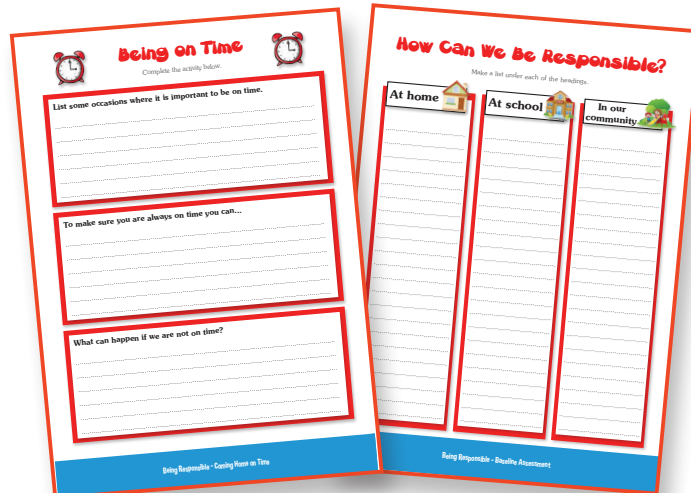 Being on Time
Complete the activity below.
List some occasions where it is important to be on time.
To make sure you are always on time you can...
What can happen if we are not on time?
Being Responsible - Coming Home on Time
How Can We Be Responsible?
Make a list under each of the headings.
At home
At school
In our
community
Being Responsible - Baseline Assessment